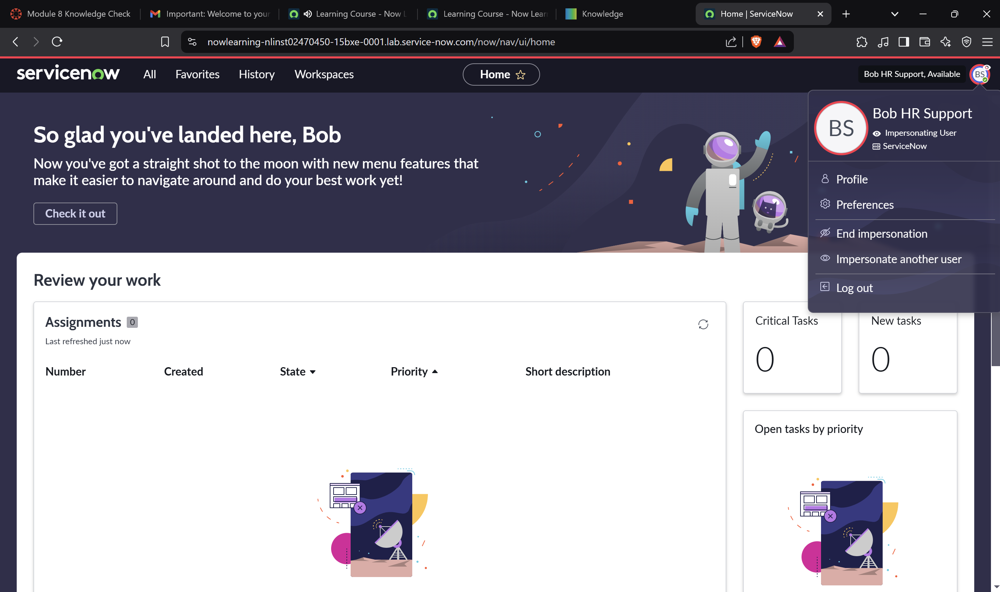 Module 8 Knowledge Check
Important: Welcome to your
Learning Course - Now L
Learning Course - Now Lear
Knowledge
Home | ServiceNow
nowlearning-nlinst02470450-15bxe-0001.lab.service-now.com/now/nav/ui/home
servicenow
All
Favorites
History
Workspaces
Home
Bob HR Support, Available
BS
BS
Bob HR Support
Impersonating User
ServiceNow
Profile
Preferences
End impersonation
Impersonate another user
Log out
So glad you've landed here, Bob
Now you've got a straight shot to the moon with new menu features that
make it easier to navigate around and do your best work yet!
Check it out
Review your work
Assignments 0
Last refreshed just now
Number
Created
State
Priority
Short description
Critical Tasks
0
New tasks
0
Open tasks by priority